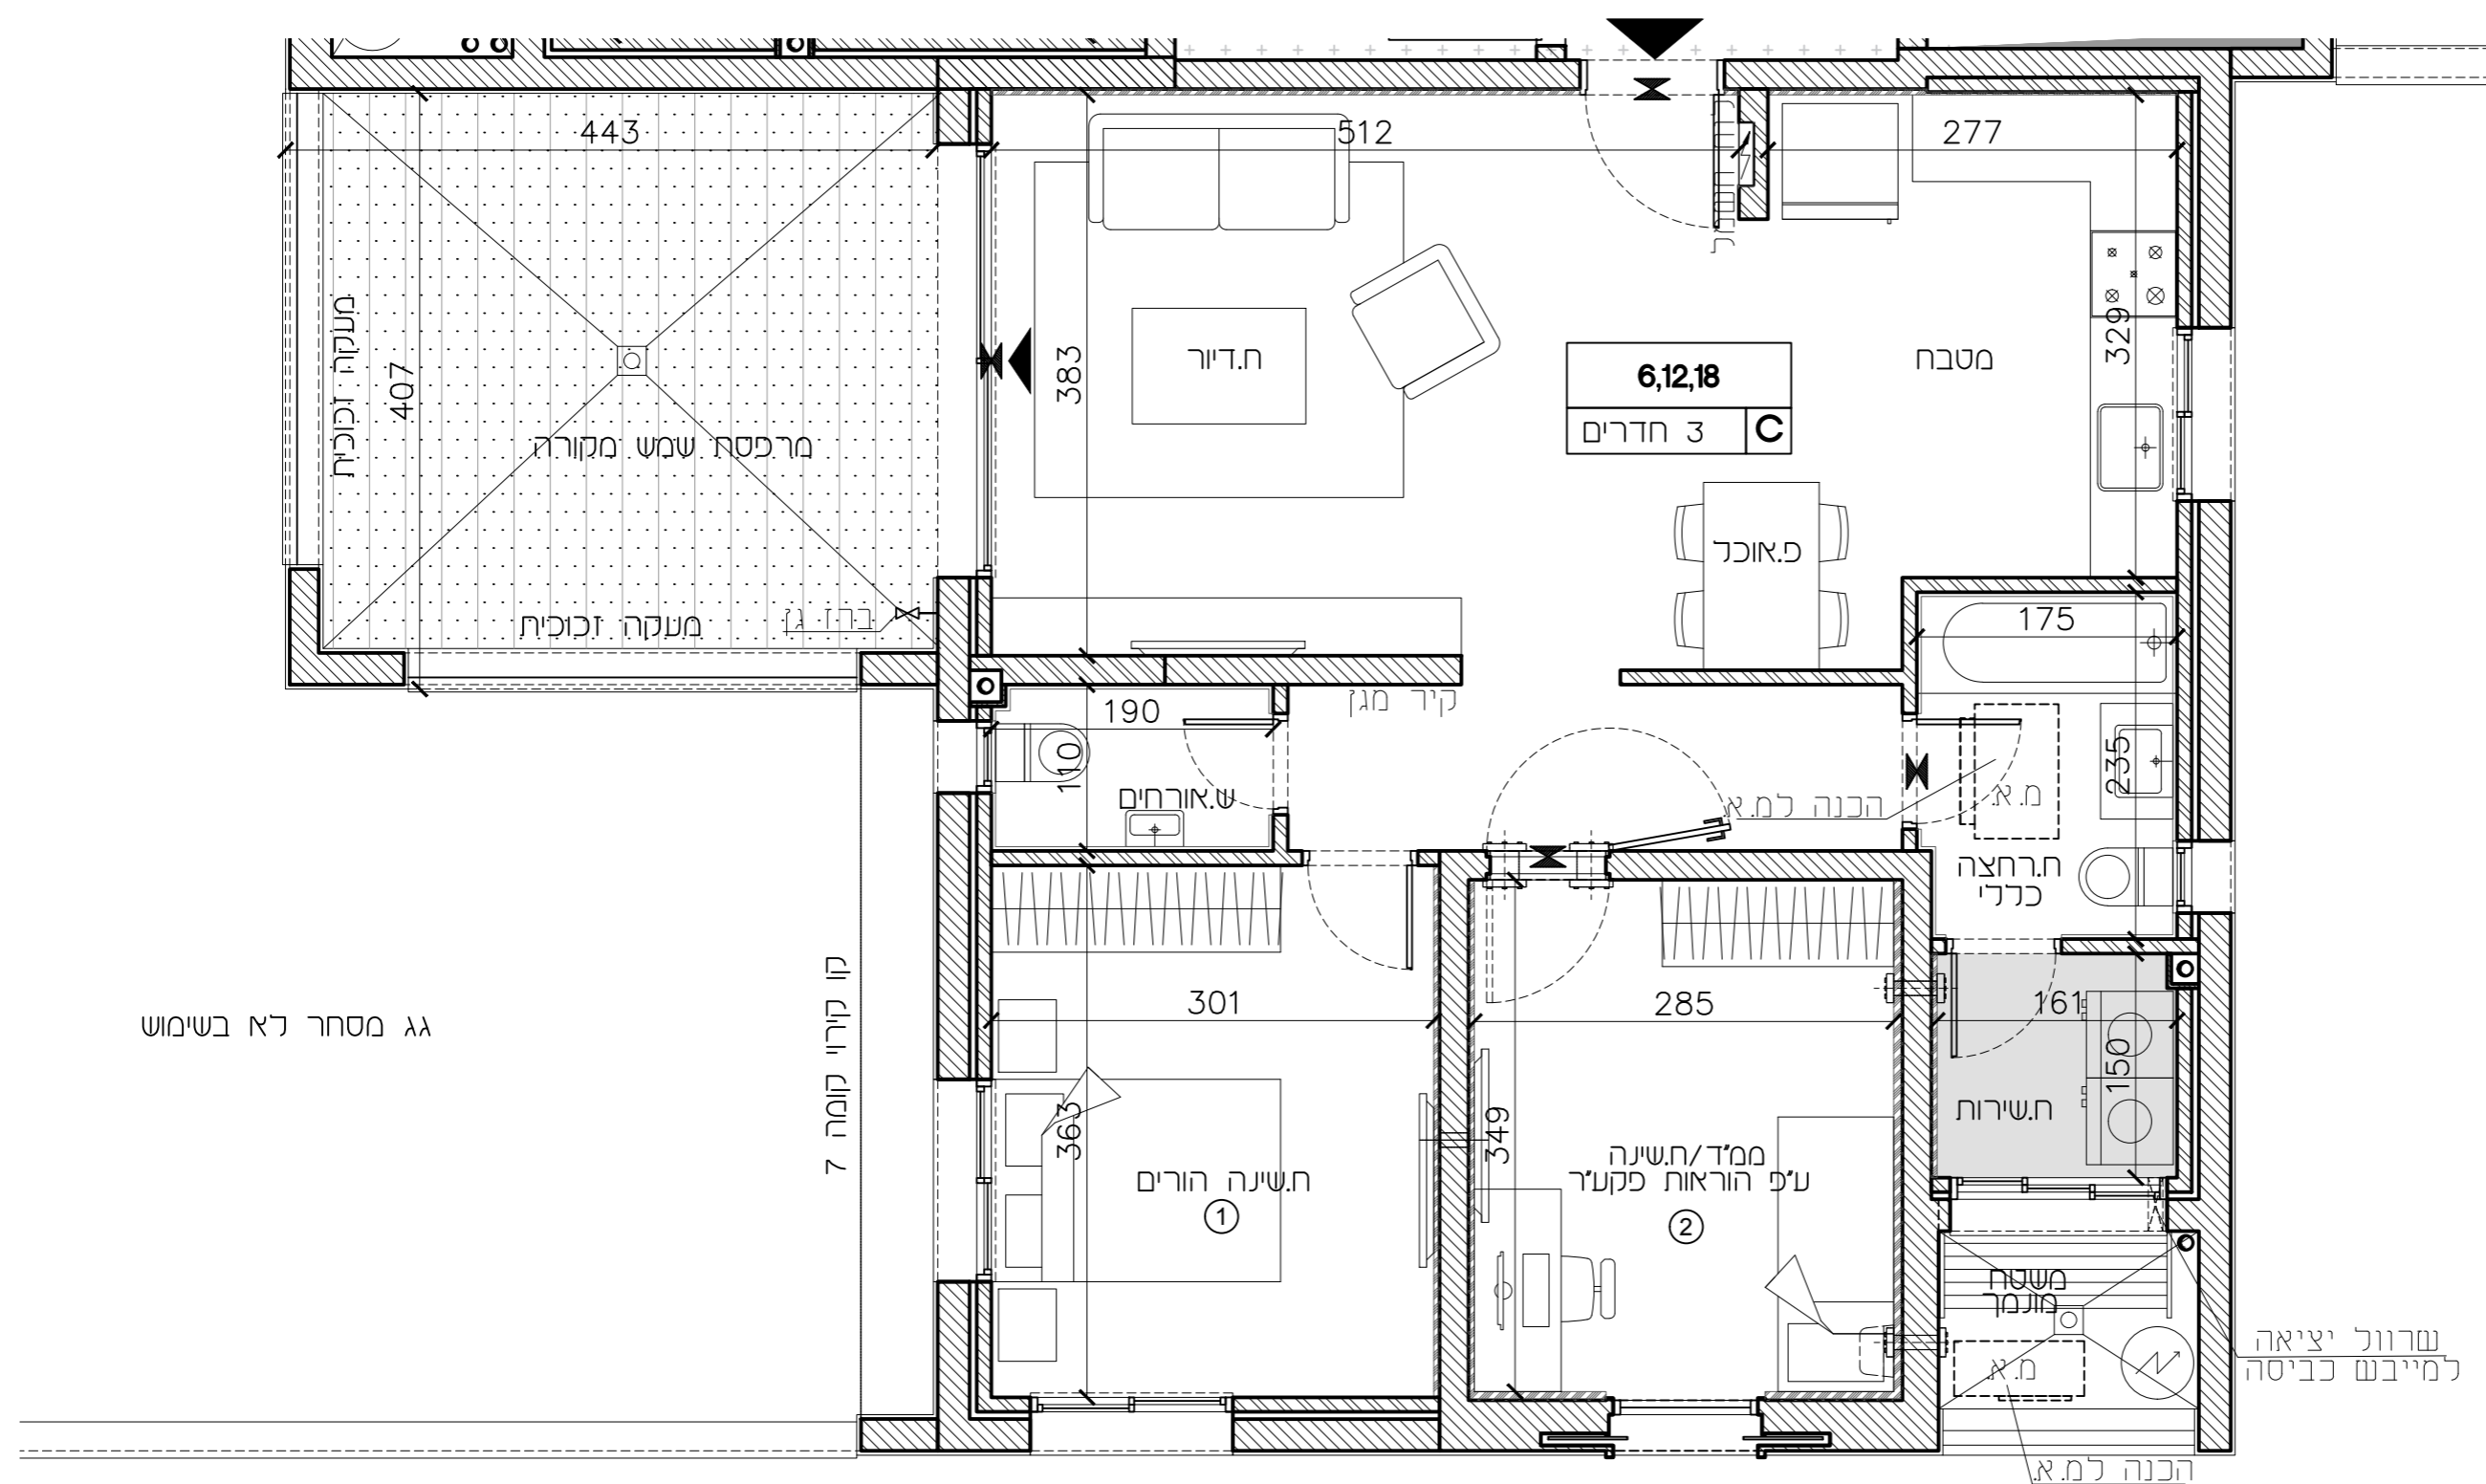 443
512
277
מעקה זכוכית
407
מרפסת שמש מקורה
מעקה זכוכית
ברז גן
383
ח.דיור
6,12,18
3 חדרים
C
מטבח
329
פ.אוכל
175
קיר מגן
190
110
ש.אורחים
הכנה למ.א.
מ.א.
235
ח.רחצה
כללי
גג מסחר לא בשימוש
קו קירוי קומה 7
301
363
ח.שינה הורים
1
285
349
ממ"ד/ח.שינה
ע"פ הוראות פקע"ר
2
161
150
ח.שירות
משטח
מונמך
מ.א.
שרוול יציאה
למייבש כביסה
הכנה למ.א.